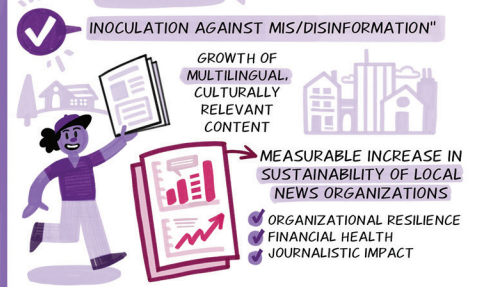 INOCULATION AGAINST MIS/DISINFORMATION"
GROWTH OF
MULTILINGUAL,
CULTURALLY
RELEVANT
CONTENT
MEASURABLE INCREASE IN
SUSTAINABILITY OF LOCAL
NEWS ORGANIZATIONS
ORGANIZATIONAL RESILIENCE
FINANCIAL HEALTH
JOURNALISTIC IMPACT